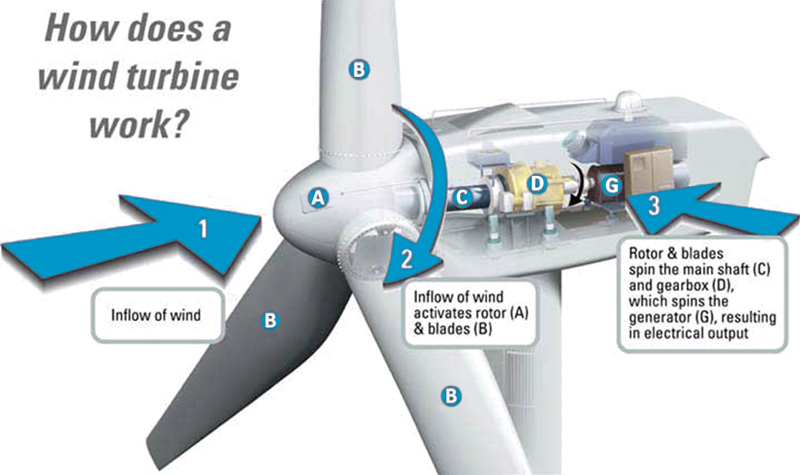 How does a
wind turbine
work?
B
A
C
D
G
1
2
3
Inflow of wind
Inflow of wind
activates rotor (A)
& blades (B)
Rotor & blades
spin the main shaft (C)
and gearbox (D),
which spins the
generator (G), resulting
in electrical output
B
B